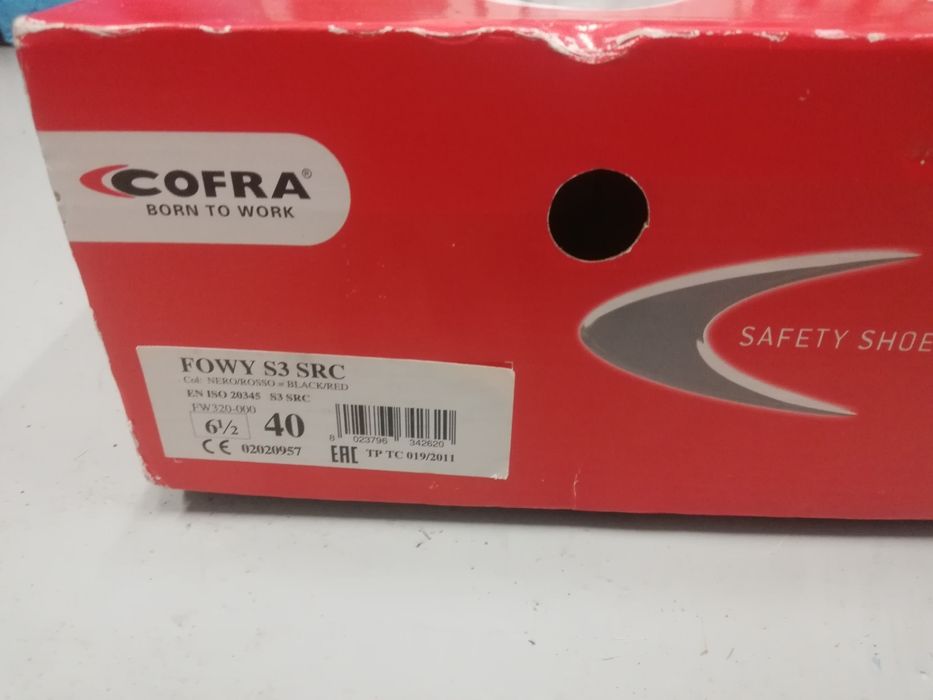 COFRA®
BORN TO WORK
SAFETY SHOE
FOWY S3 SRC
Col: NERO/ROSSO = BLACK/RED
EN ISO 20345 S3 SRC
FW320-000
6½ 40
8 023796 342620
CE 02020957 EAC TP TC 019/2011